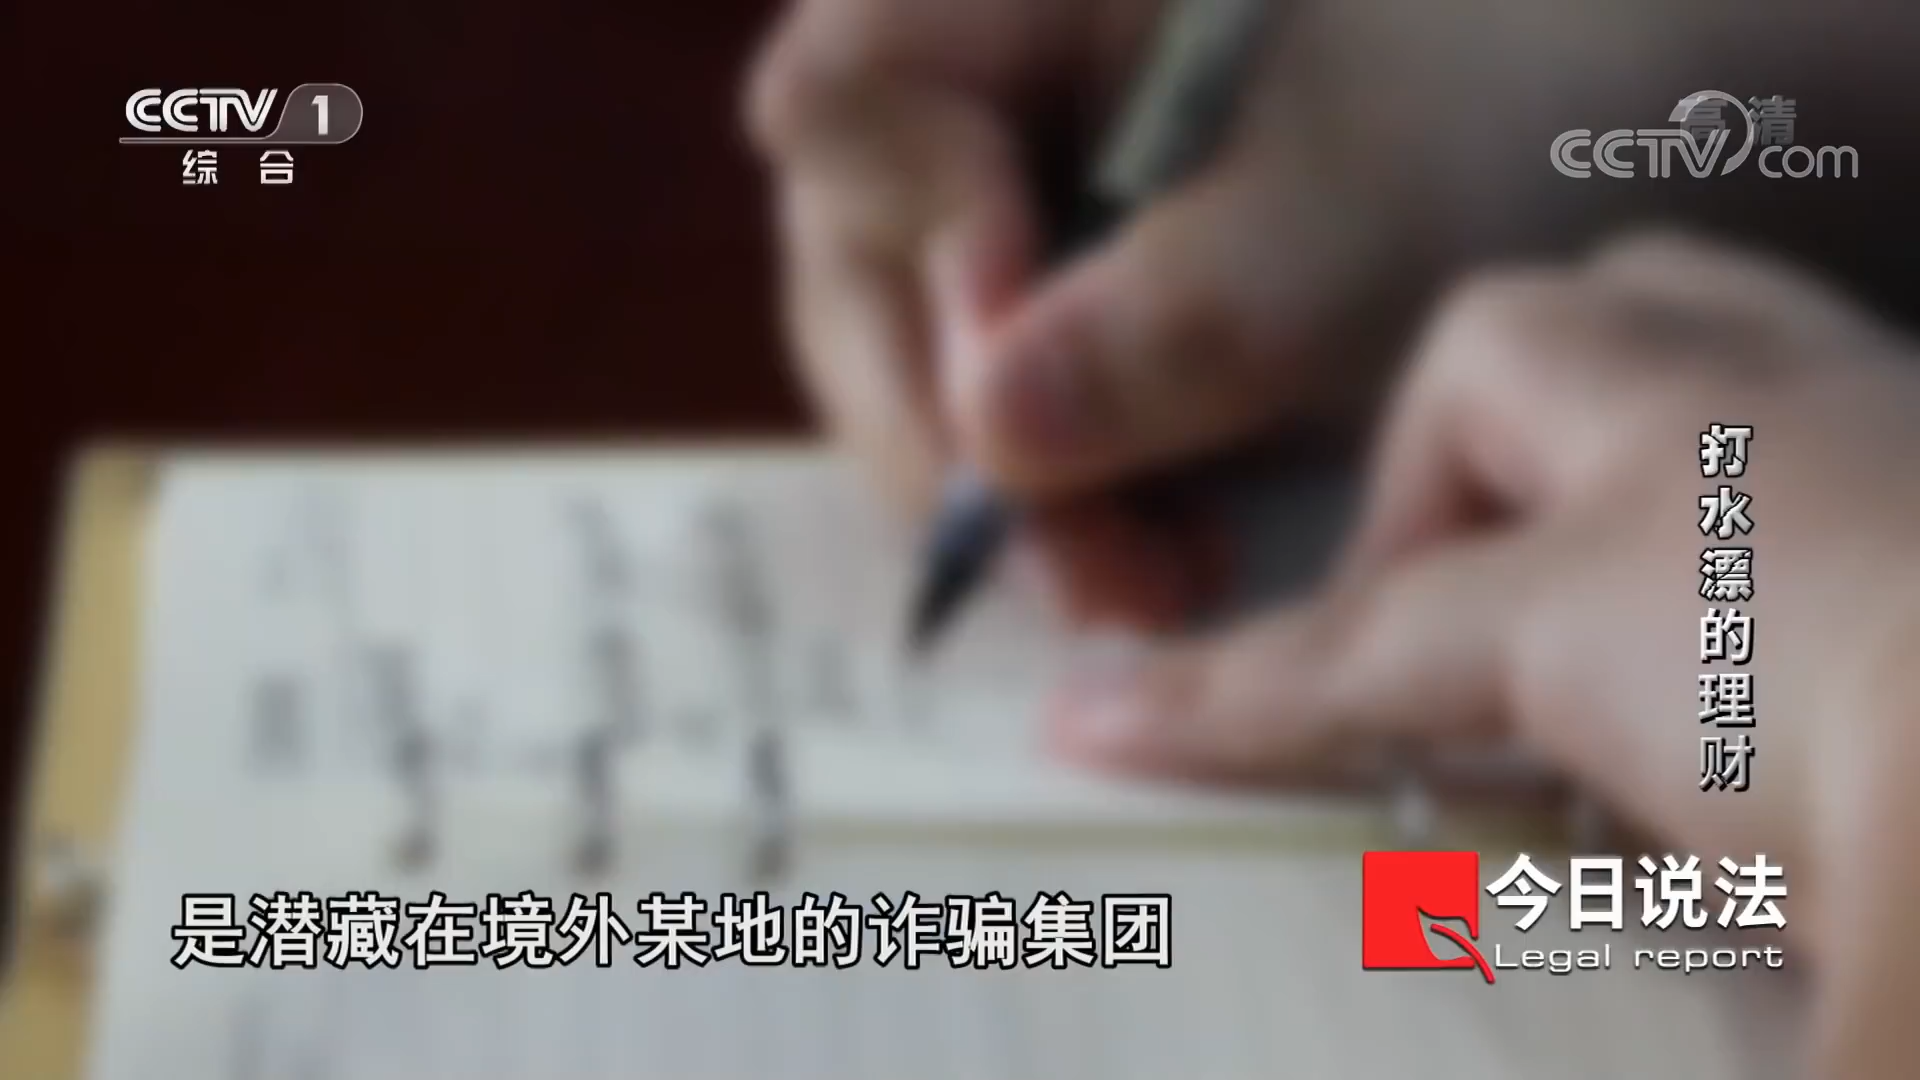 CCTV 1
综合
高清
CCTV com
打水漂的理财
是潜藏在境外某地的诈骗集团
今日说法
Legal report